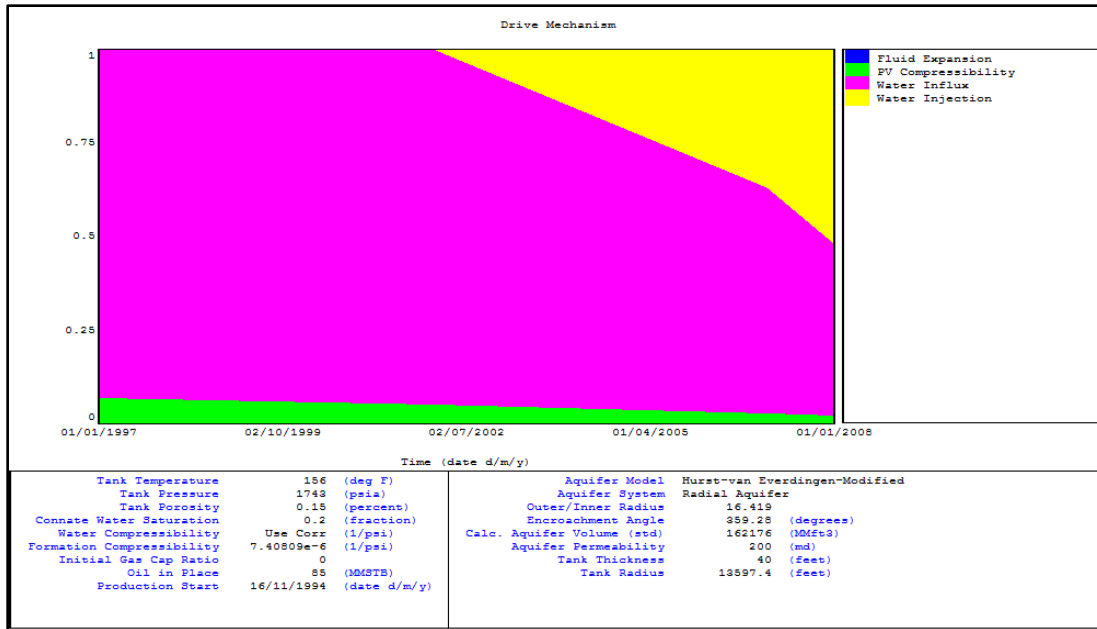 Drive Mechanism
1
0.75
0.5
0.25
0
01/01/1997 02/10/1999 02/07/2002 01/04/2005 01/01/2008
Time (date d/m/y)
Fluid Expansion
PV Compressibility
Water Influx
Water Injection
Tank Temperature 156 (deg F)
Tank Pressure 1743 (psia)
Tank Porosity 0.15 (percent)
Connate Water Saturation 0.2 (fraction)
Water Compressibility Use Corr (1/psi)
Formation Compressibility 7.40809e-6 (1/psi)
Initial Gas Cap Ratio 0
Oil in Place 85 (MMSTB)
Production Start 16/11/1994 (date d/m/y)
Aquifer Model Hurst-van Everdingen-Modified
Aquifer System Radial Aquifer
Outer/Inner Radius 16.419
Encroachment Angle 359.28 (degrees)
Calc. Aquifer Volume (std) 162176 (MMft3)
Aquifer Permeability 200 (md)
Tank Thickness 40 (feet)
Tank Radius 13597.4 (feet)